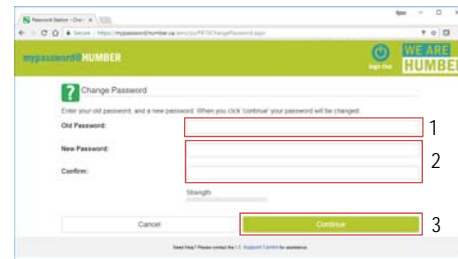 Password Station - Chan
Secure | https://mypassword.humber.ca
mypassword@HUMBER
Sign Out
WE ARE
HUMBER
Change Password
Enter your old password, and a new password. When you click 'continue' your password will be changed.
Old Password:
1
New Password:
2
Confirm:
Strength
Cancel
Continue
3
Need Help? Please contact the I.T. Support Centre for assistance.